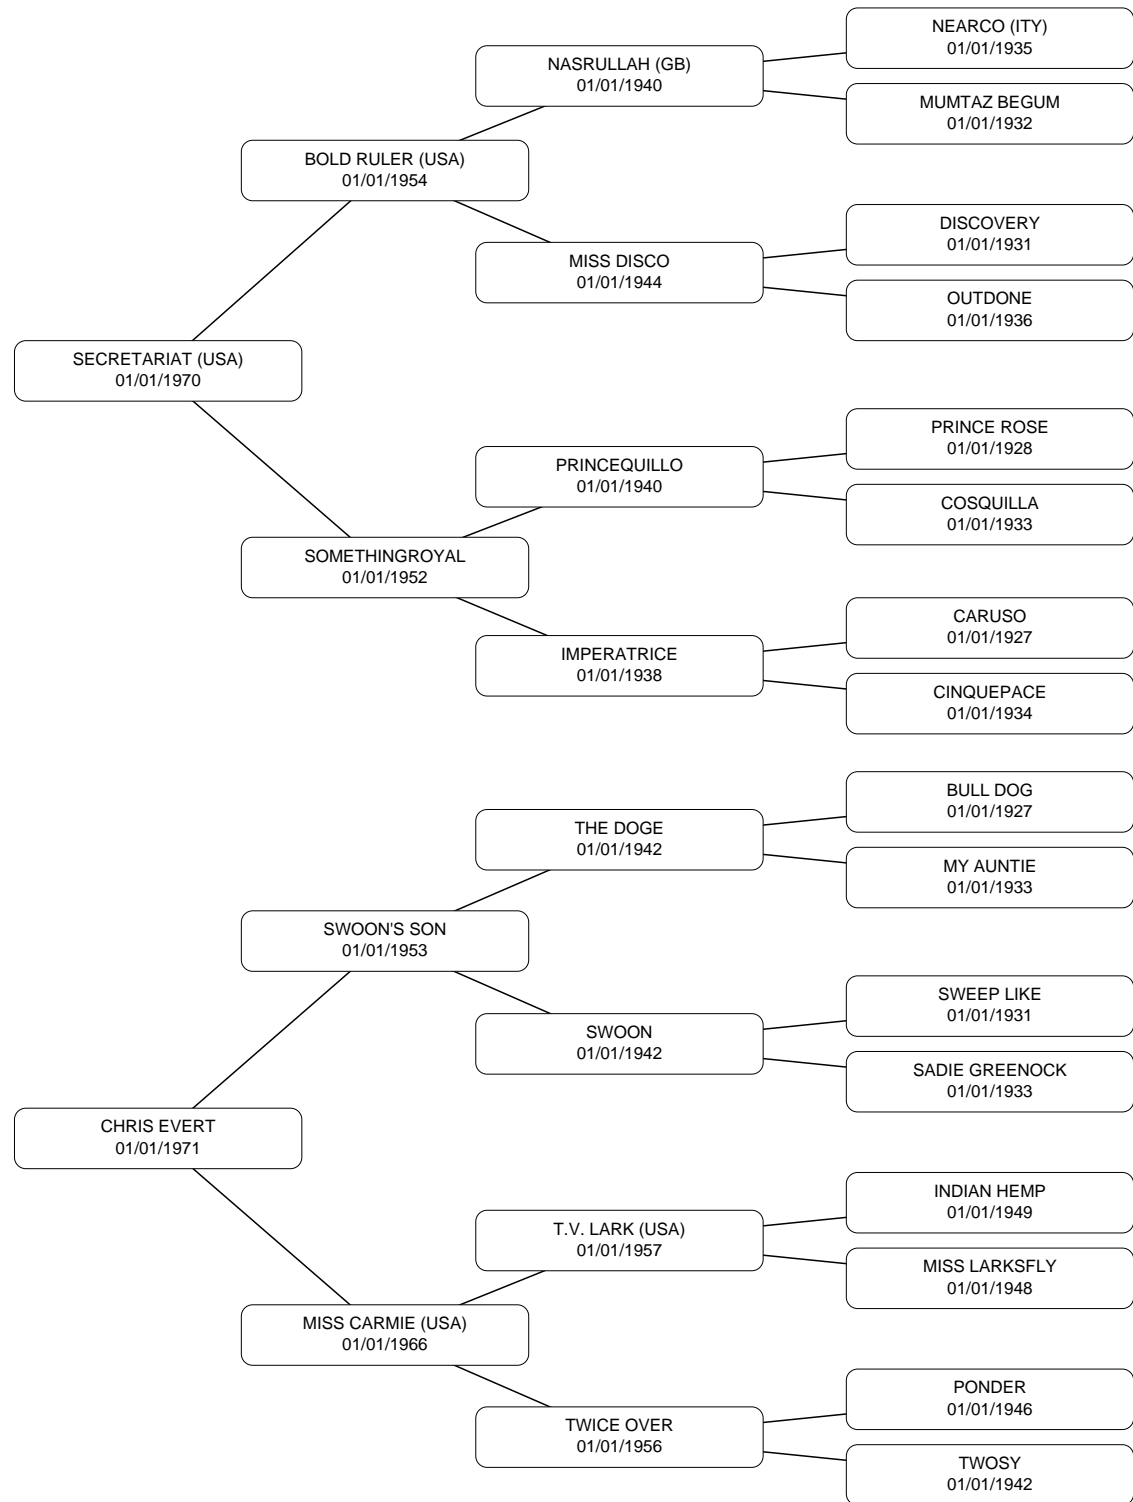 NEARCO (ITY)
01/01/1935
NASRULLAH (GB)
01/01/1940
MUMTAZ BEGUM
01/01/1932
BOLD RULER (USA)
01/01/1954
DISCOVERY
01/01/1931
MISS DISCO
01/01/1944
OUTDONE
01/01/1936
SECRETARIAT (USA)
01/01/1970
PRINCE ROSE
01/01/1928
PRINCEQUILLO
01/01/1940
COSQUILLA
01/01/1933
SOMETHINGROYAL
01/01/1952
CARUSO
01/01/1927
IMPERATRICE
01/01/1938
CINQUEPACE
01/01/1934
BULL DOG
01/01/1927
THE DOGE
01/01/1942
MY AUNTIE
01/01/1933
SWOON'S SON
01/01/1953
SWEEP LIKE
01/01/1931
SWOON
01/01/1942
SADIE GREENOCK
01/01/1933
CHRIS EVERT
01/01/1971
INDIAN HEMP
01/01/1949
T.V. LARK (USA)
01/01/1957
MISS LARKSFLY
01/01/1948
MISS CARMIE (USA)
01/01/1966
PONDER
01/01/1946
TWICE OVER
01/01/1956
TWOSY
01/01/1942